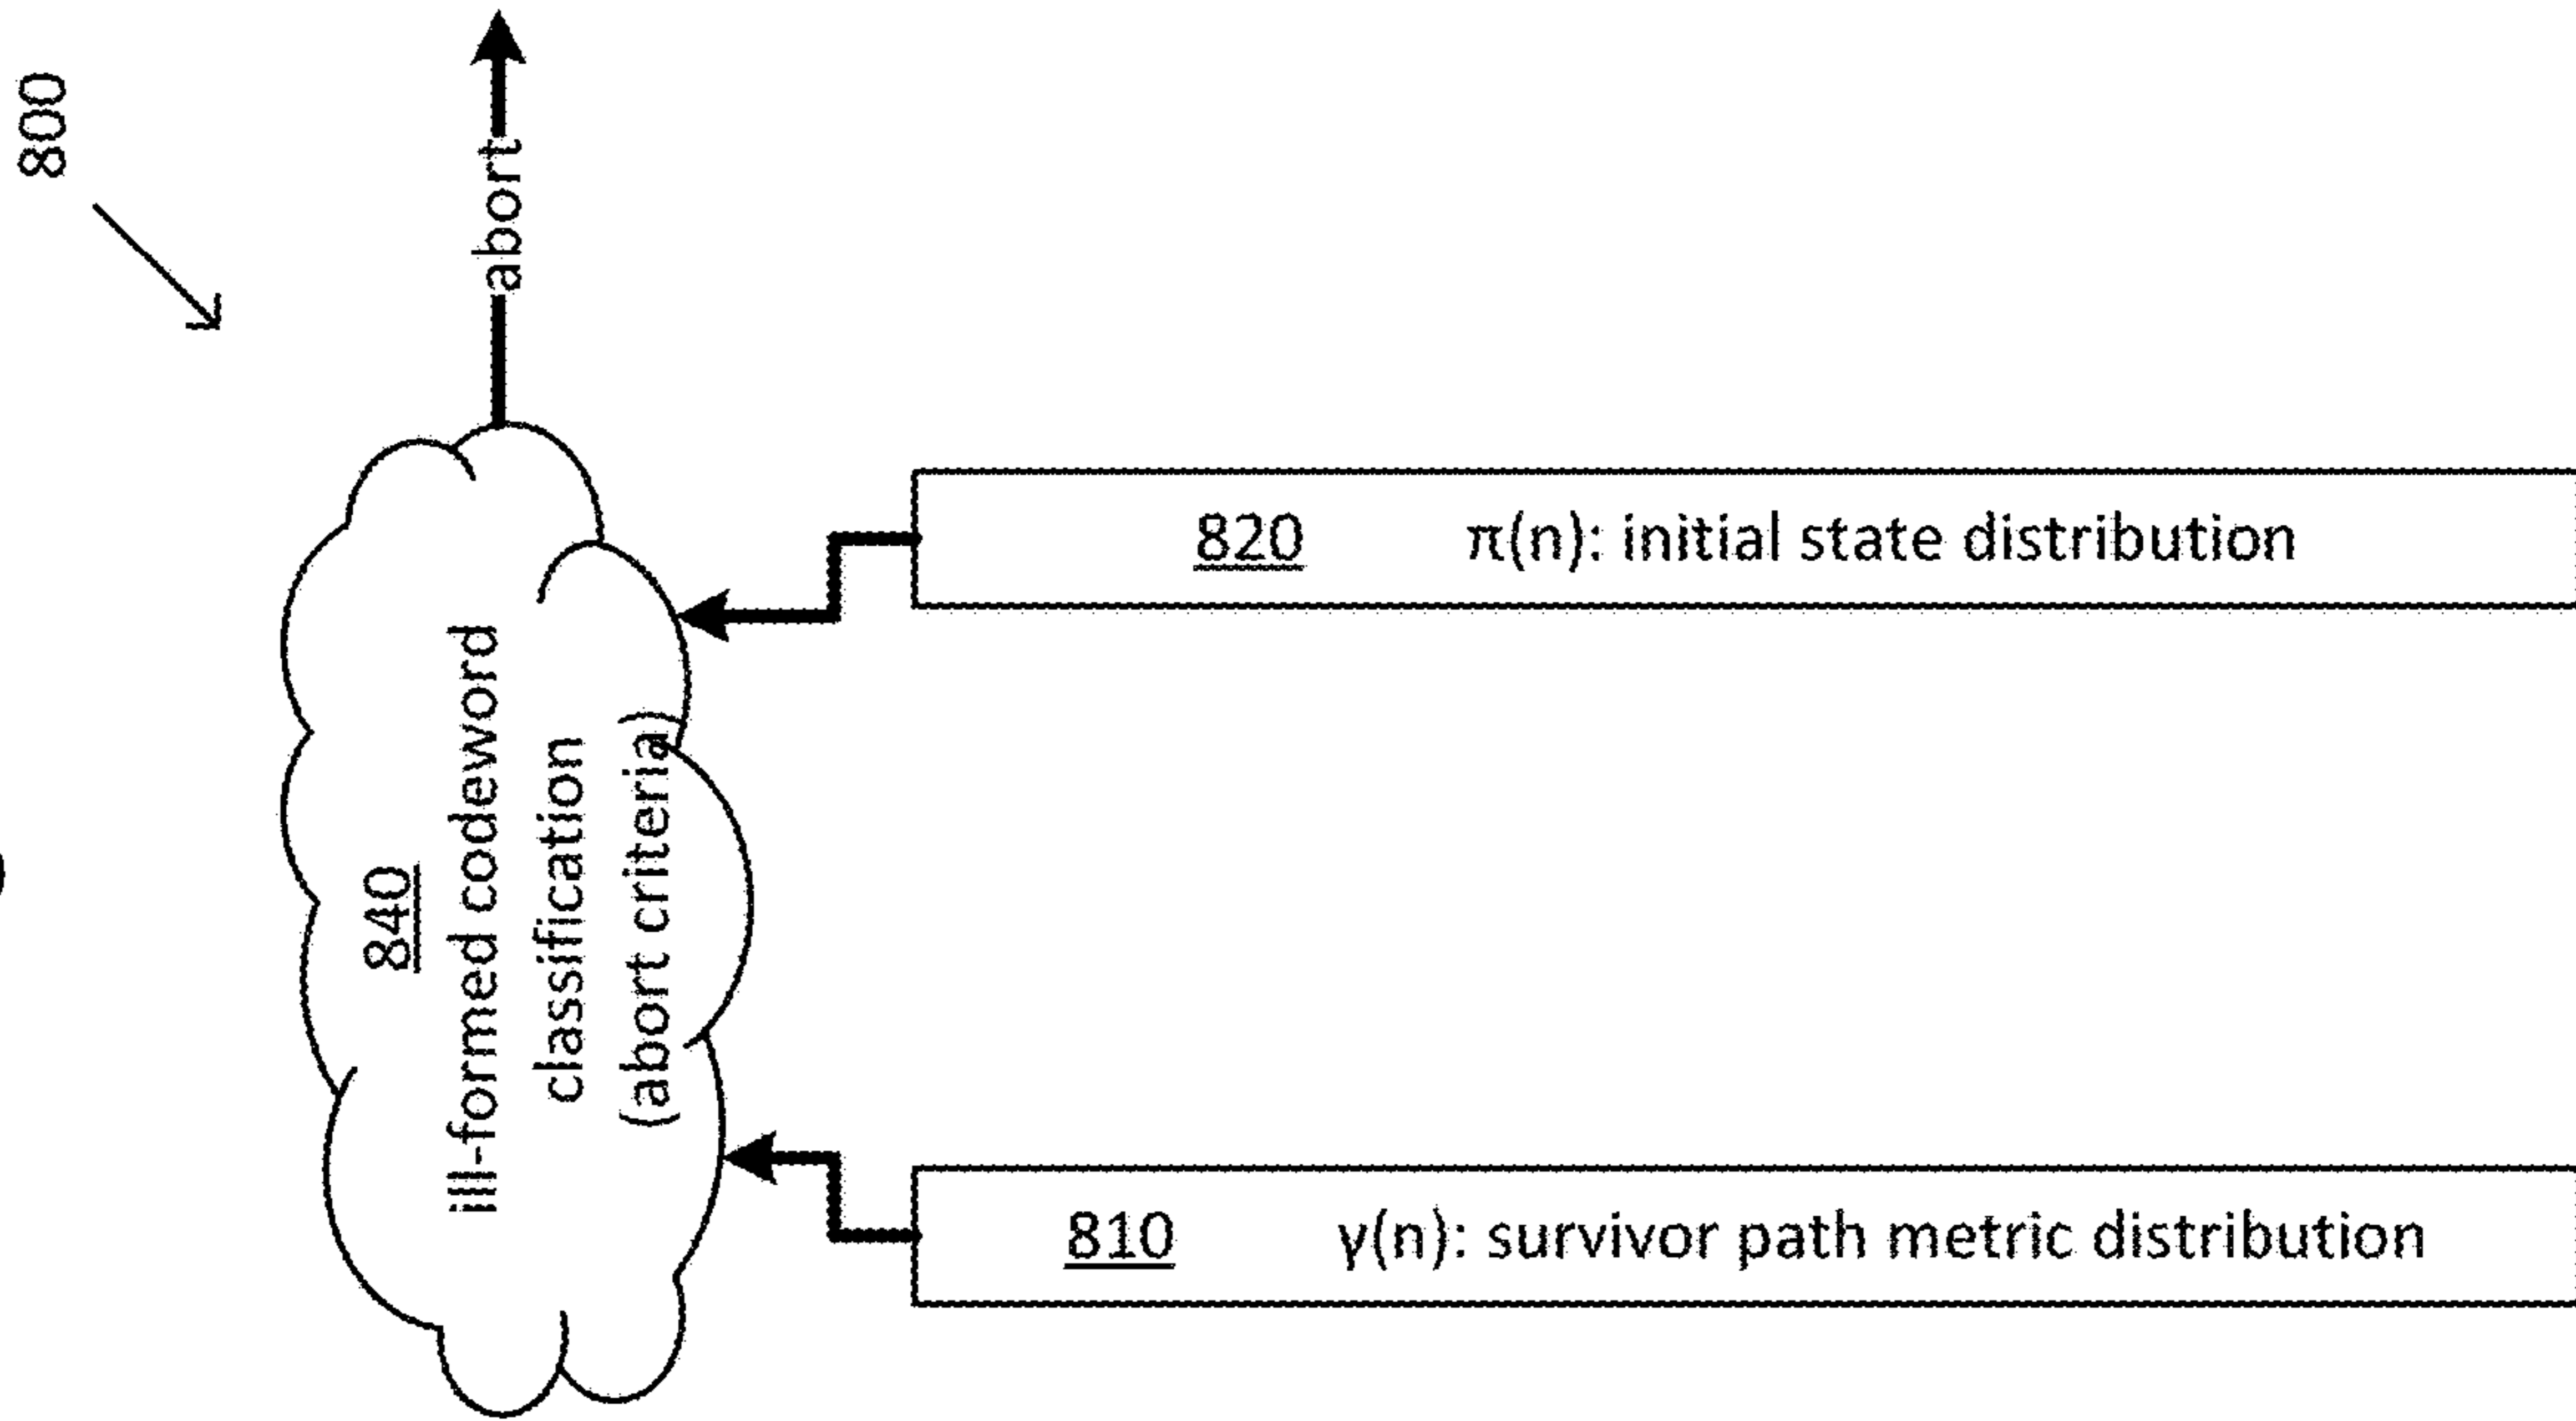 800
abort
840
ill-formed codeword
classification
(abort criteria)
820 π(n): initial state distribution
810 γ(n): survivor path metric distribution